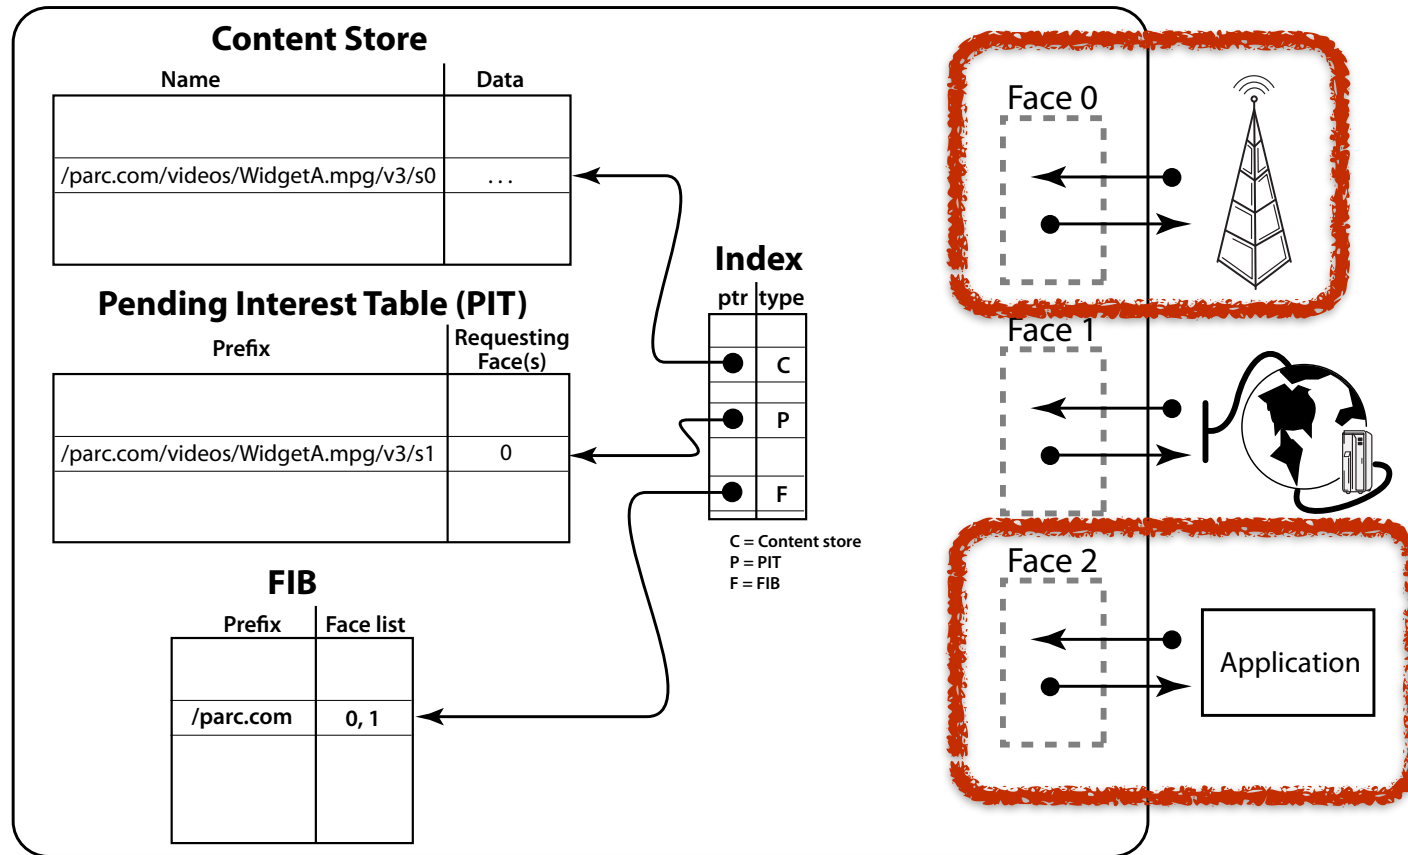 Content Store
Name Data
/parc.com/videos/WidgetA.mpg/v3/s0 ...
Pending Interest Table (PIT)
Prefix Requesting Face(s)
/parc.com/videos/WidgetA.mpg/v3/s1 0
FIB
Prefix Face list
/parc.com 0, 1
Index
ptr type
C
P
F
C = Content store
P = PIT
F = FIB
Face 0
Face 1
Face 2
Application